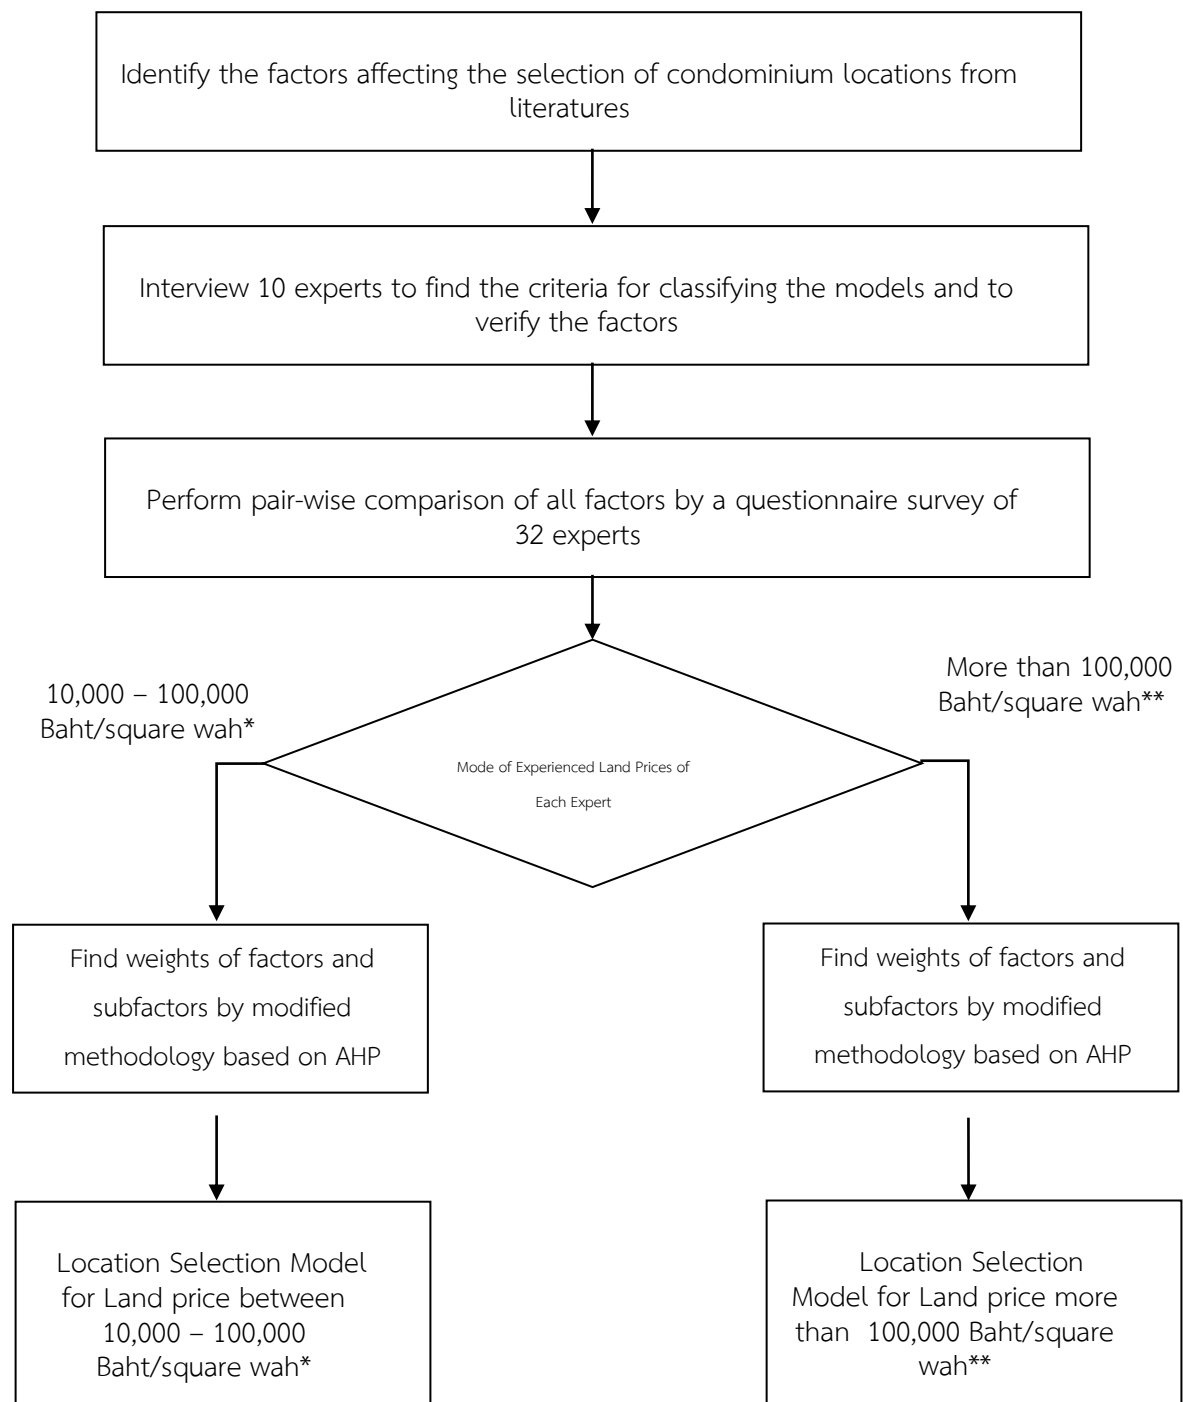 Identify the factors affecting the selection of condominium locations from
literatures
Interview 10 experts to find the criteria for classifying the models and to
verify the factors
Perform pair-wise comparison of all factors by a questionnaire survey of
32 experts
10,000 – 100,000
Baht/square wah*
More than 100,000
Baht/square wah**
Mode of Experienced Land Prices of
Each Expert
Find weights of factors and
subfactors by modified
methodology based on AHP
Find weights of factors and
subfactors by modified
methodology based on AHP
Location Selection Model
for Land price between
10,000 – 100,000
Baht/square wah*
Location Selection
Model for Land price more
than 100,000 Baht/square
wah**